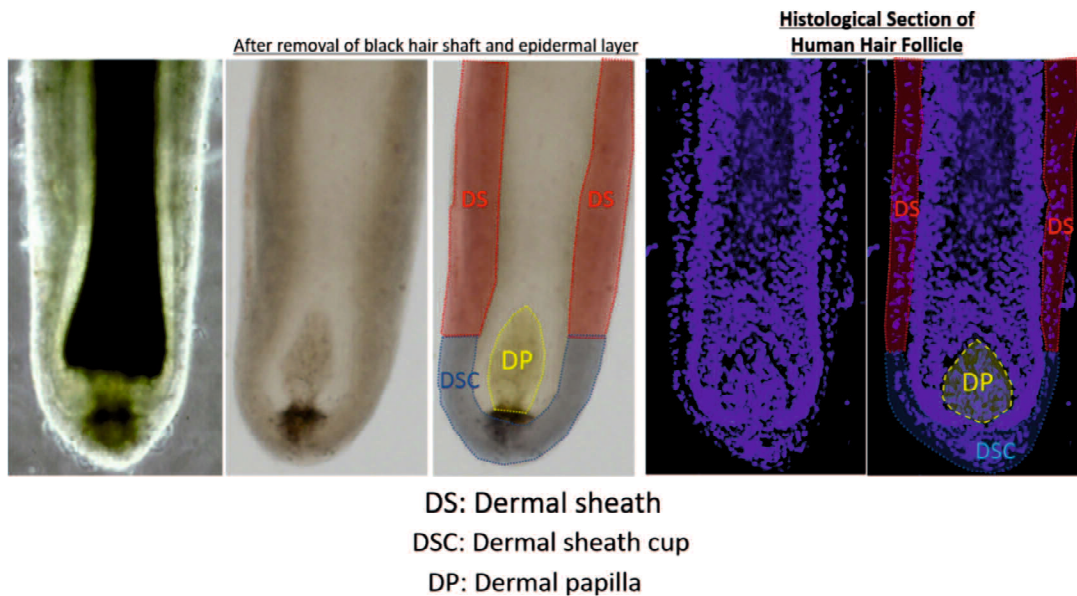 After removal of black hair shaft and epidermal layer
Histological Section of
Human Hair Follicle
DS
DS
DSC
DP
DS
DS
DP
DSC
DS: Dermal sheath
DSC: Dermal sheath cup
DP: Dermal papilla